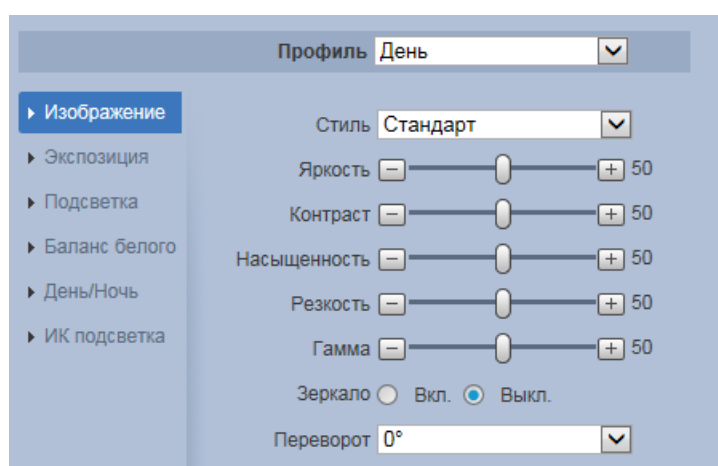 Профиль День
Изображение
Экспозиция
Подсветка
Баланс белого
День/Ночь
ИК подсветка
Стиль Стандарт
Яркость 50
Контраст 50
Насыщенность 50
Резкость 50
Гамма 50
Зеркало Вкл. Выкл.
Переворот 0°